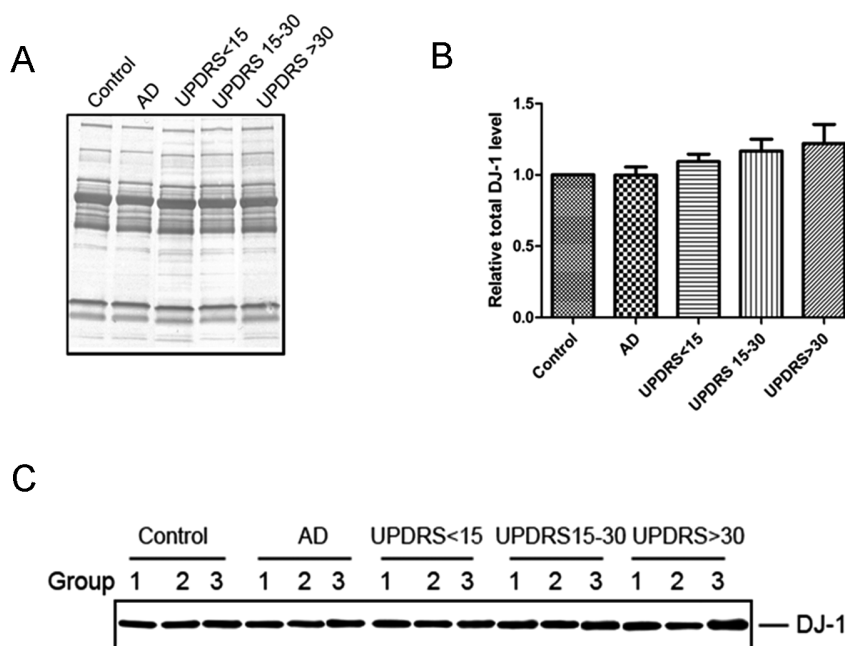 A
Control
AD
UPDRS<15
UPDRS 15-30
UPDRS >30
B
Relative total DJ-1 level
1.5
1.0
0.5
0.0
Control
AD
UPDRS<15
UPDRS 15-30
UPDRS>30
C
Control AD UPDRS<15 UPDRS15-30 UPDRS>30
Group 1 2 3 1 2 3 1 2 3 1 2 3 1 2 3
DJ-1